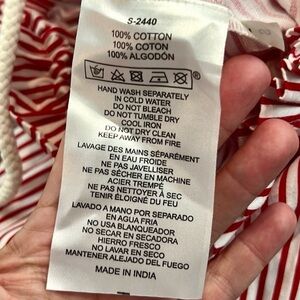 S-2440
100% COTTON
100% COTON
100% ALGODÓN
HAND WASH SEPARATELY
IN COLD WATER
DO NOT BLEACH
DO NOT TUMBLE DRY
COOL IRON
DO NOT DRY CLEAN
KEEP AWAY FROM FIRE
LAVAGE DES MAINS SÉPARÉMENT
EN EAU FROIDE
NE PAS JAVELLISER
NE PAS SÉCHER EN MACHINE
ACIER TREMPÉ
NE PAS NETTOYER À SEC
TENIR ÉLOIGNÉ DU FEU
LAVADO A MANO POR SEPARADO
EN AGUA FRIA
NO USA BLANQUEADOR
NO SECAR EN SECADORA
HIERRO FRESCO
NO LAVAR EN SECO
MANTENER ALEJADO DEL FUEGO
MADE IN INDIA